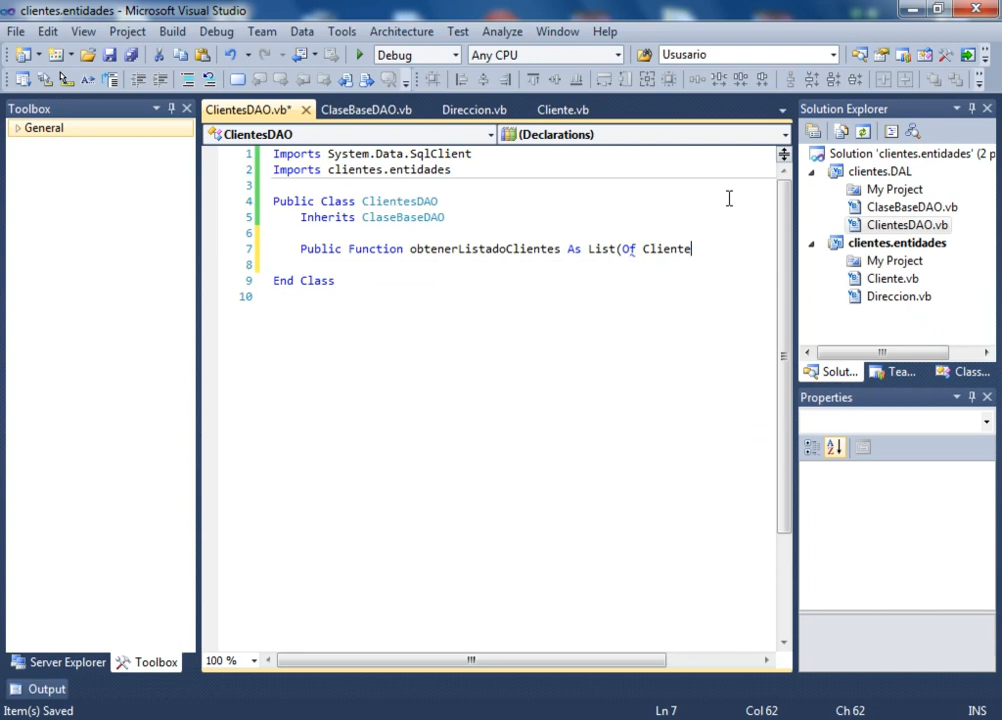 clientes.entidades - Microsoft Visual Studio
File Edit View Project Build Debug Team Data Tools Architecture Test Analyze Window Help
Debug Any CPU Ususario
Toolbox
General
ClientesDAO.vb* ClaseBaseDAO.vb Direccion.vb Cliente.vb
ClientesDAO (Declarations)
1 Imports System.Data.SqlClient
2 Imports clientes.entidades
3
4 Public Class ClientesDAO
5 Inherits ClaseBaseDAO
6
7 Public Function obtenerListadoClientes As List(Of Cliente
8
9 End Class
10
100 %
Solution Explorer
Solution 'clientes.entidades' (2 p
clientes.DAL
My Project
ClaseBaseDAO.vb
ClientesDAO.vb
clientes.entidades
My Project
Cliente.vb
Direccion.vb
Solut... Tea... Class...
Properties
Server Explorer Toolbox
Output
Item(s) Saved Ln 7 Col 62 Ch 62 INS